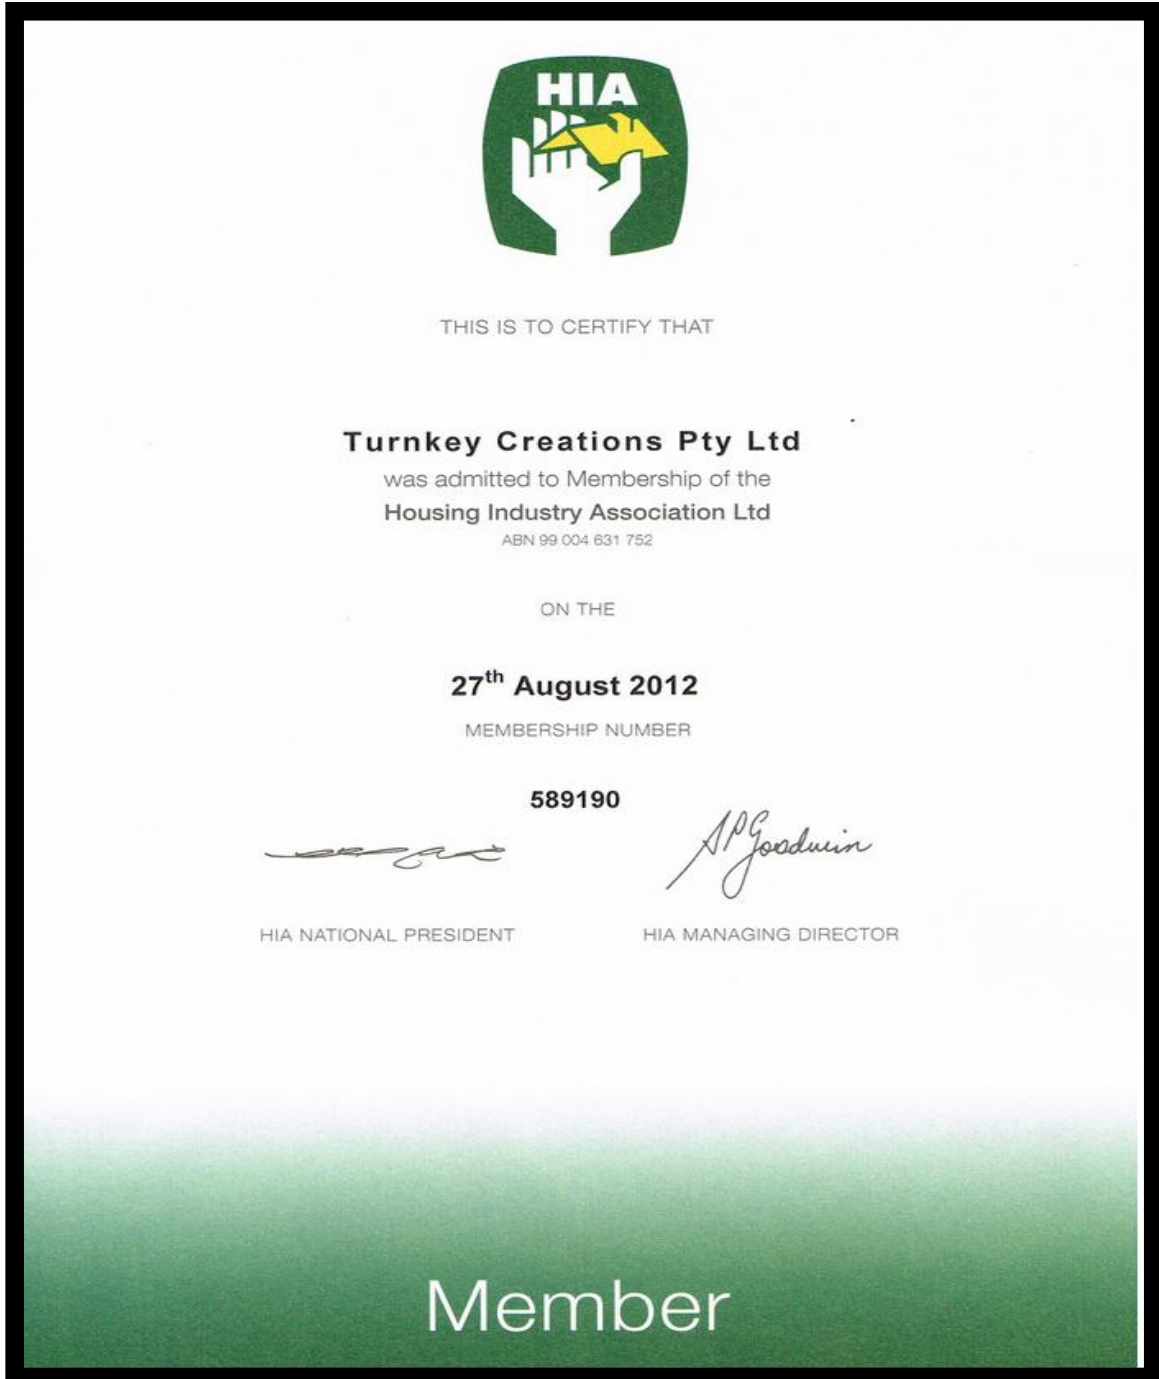 HIA
THIS IS TO CERTIFY THAT
Turnkey Creations Pty Ltd
was admitted to Membership of the
Housing Industry Association Ltd
ABN 99 004 631 752
ON THE
27th August 2012
MEMBERSHIP NUMBER
589190
APGoodwin
HIA NATIONAL PRESIDENT HIA MANAGING DIRECTOR
Member